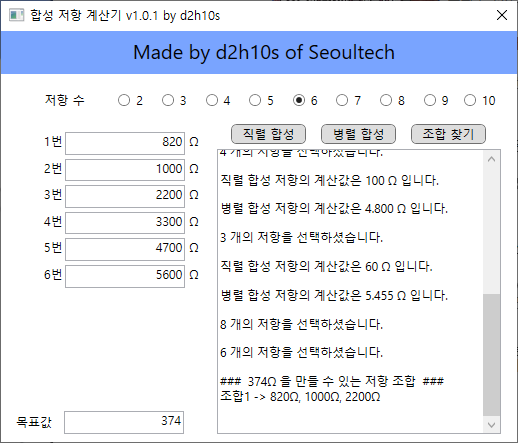 합성 저항 계산기 v1.0.1 by d2h10s
Made by d2h10s of Seoultech
저항 수 2 3 4 5 6 7 8 9 10
직렬 합성 병렬 합성 조합 찾기
1번 820 Ω
2번 1000 Ω
3번 2200 Ω
4번 3300 Ω
5번 4700 Ω
6번 5600 Ω
4 개의 저항을 선택하셨습니다.
직렬 합성 저항의 계산값은 100 Ω 입니다.
병렬 합성 저항의 계산값은 4.800 Ω 입니다.
3 개의 저항을 선택하셨습니다.
직렬 합성 저항의 계산값은 60 Ω 입니다.
병렬 합성 저항의 계산값은 5.455 Ω 입니다.
8 개의 저항을 선택하셨습니다.
6 개의 저항을 선택하셨습니다.
### 374Ω 을 만들 수 있는 저항 조합 ###
조합1 -> 820Ω, 1000Ω, 2200Ω
목표값 374